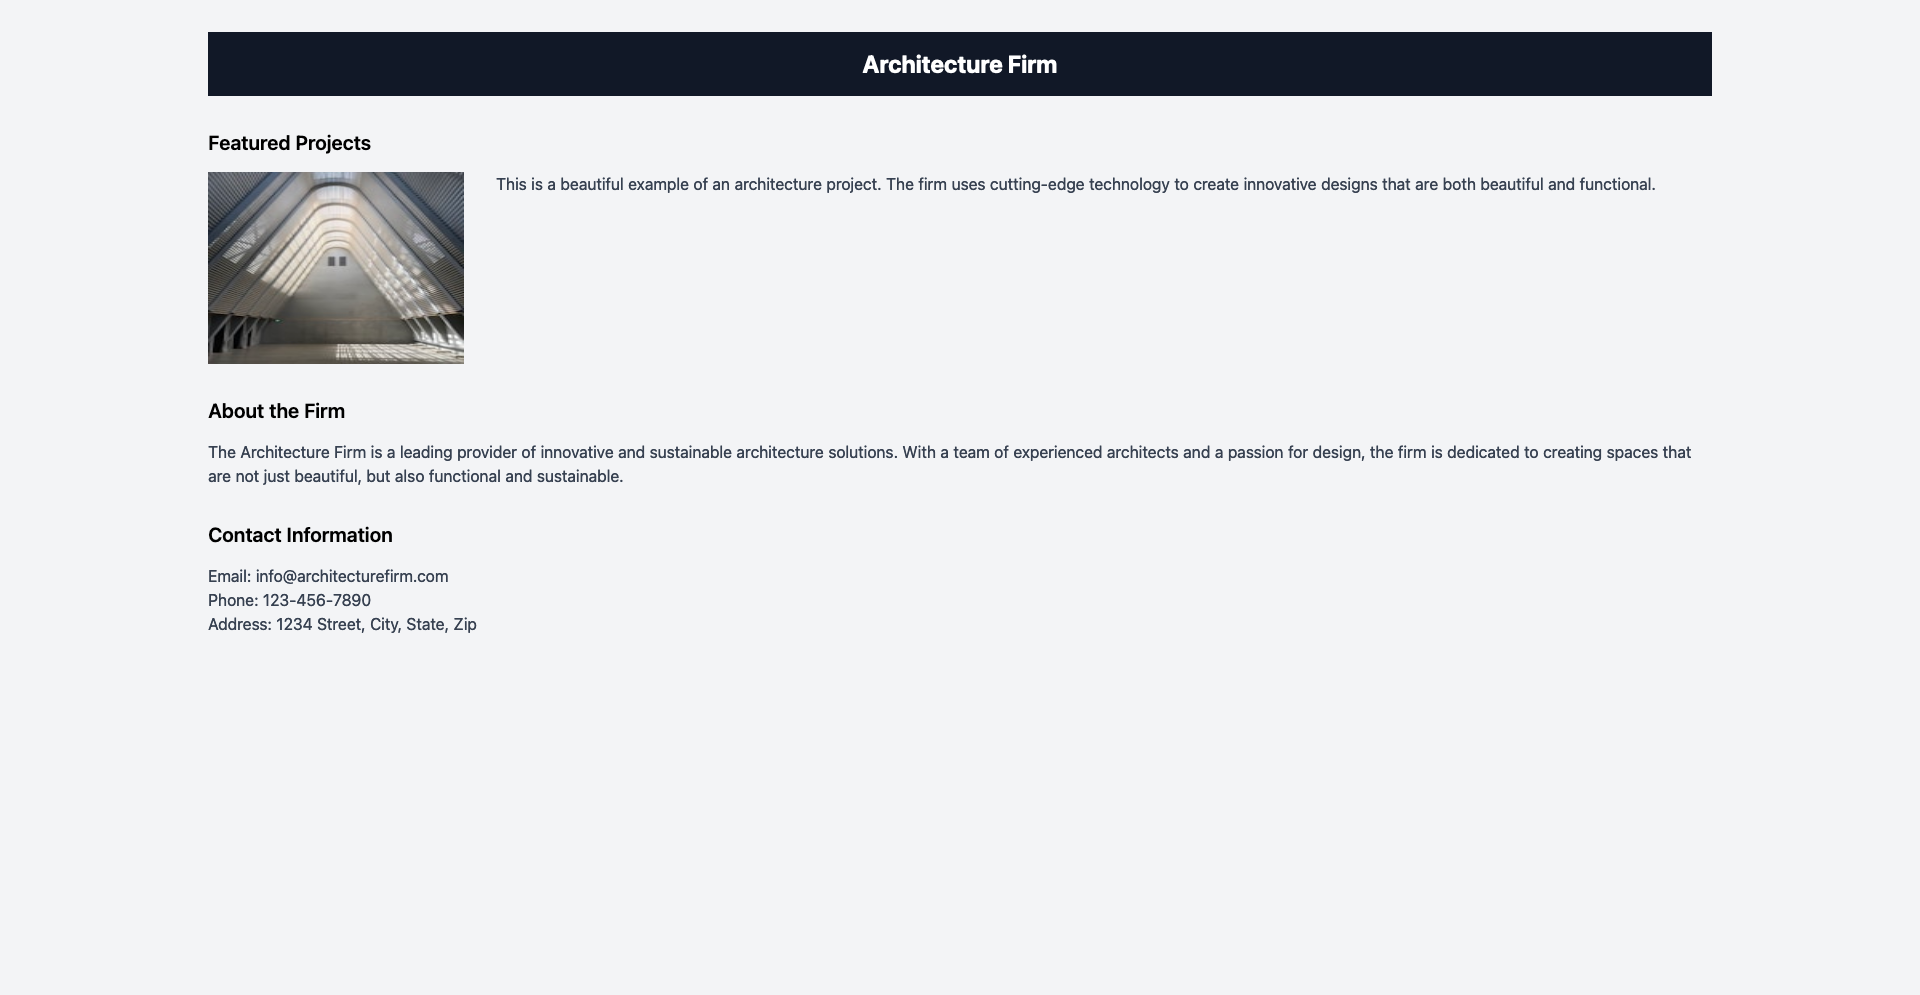 Architecture Firm
Featured Projects
This is a beautiful example of an architecture project. The firm uses cutting-edge technology to create innovative designs that are both beautiful and functional.
About the Firm
The Architecture Firm is a leading provider of innovative and sustainable architecture solutions. With a team of experienced architects and a passion for design, the firm is dedicated to creating spaces that
are not just beautiful, but also functional and sustainable.
Contact Information
Email: info@architecturefirm.com
Phone: 123-456-7890
Address: 1234 Street, City, State, Zip